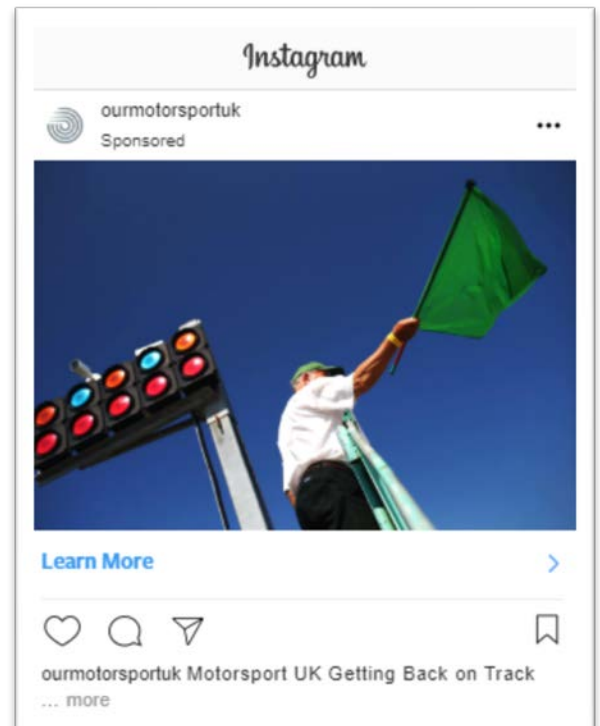 Instagram
ourmotorsportuk
Sponsored
Learn More
ourmotorsportuk Motorsport UK Getting Back on Track
... more